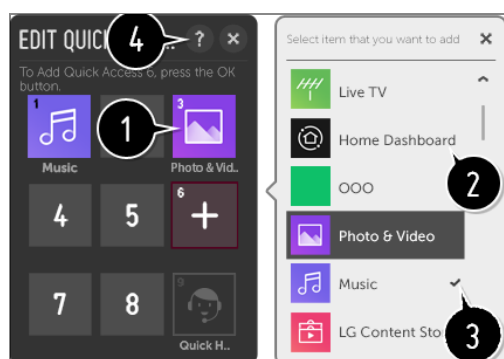 EDIT QUIC
4
..
?
To Add Quick Access 6, press the OK
button.
1
3
1
Music
Photo & Vid..
4
5
6
7
8
9
Quick H..
Select item that you want to add
Live TV
Home Dashboard
2
OOO
Photo & Video
Music
3
LG Content Sto